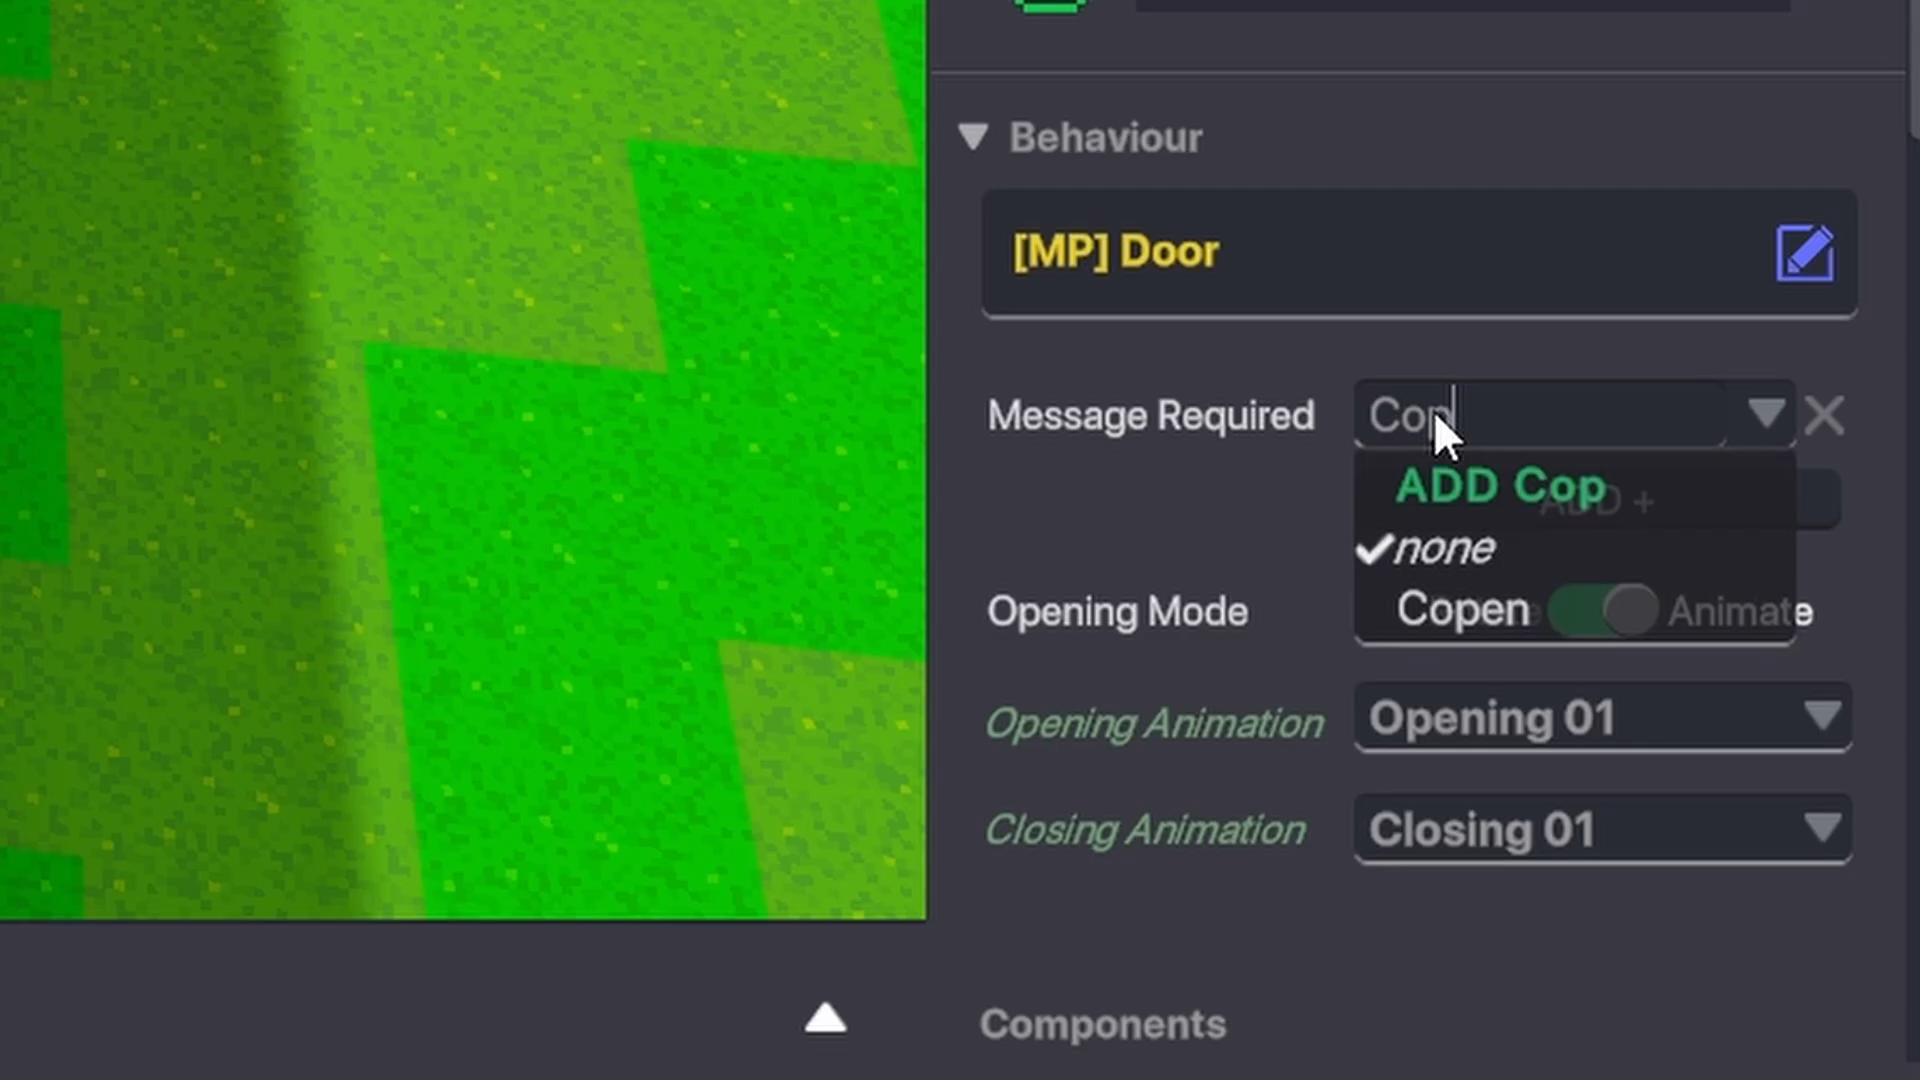 Behaviour
[MP] Door
Message Required
Cop
ADD Cop
ADD +
none
Opening Mode
Copen
Animate
Opening Animation
Opening 01
Closing Animation
Closing 01
Components